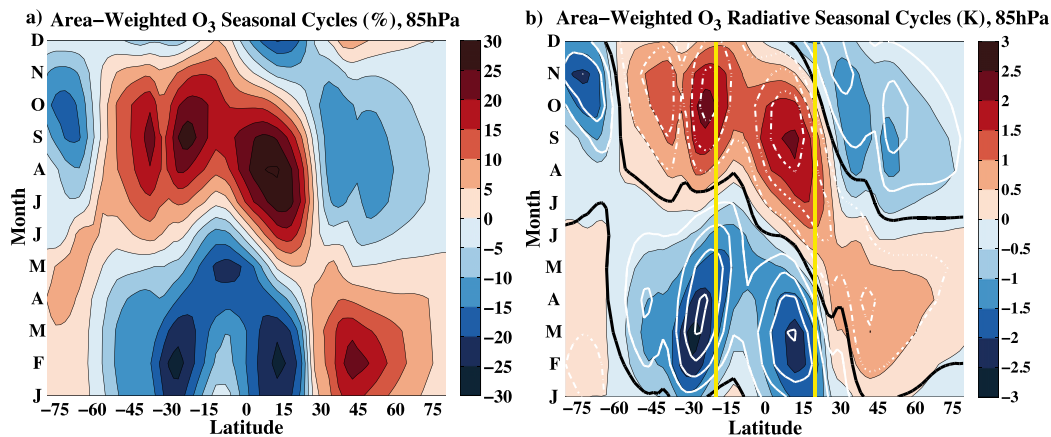 a) Area−Weighted O3 Seasonal Cycles (%), 85hPa
D
N
O
S
A
J
J
M
A
M
F
J
Month
−75 −60 −45 −30 −15 0 15 30 45 60 75
Latitude
30
25
20
15
10
5
0
−5
−10
−15
−20
−25
−30
b) Area−Weighted O3 Radiative Seasonal Cycles (K), 85hPa
D
N
O
S
A
J
J
M
A
M
F
J
Month
−75 −60 −45 −30 −15 0 15 30 45 60 75
Latitude
3
2.5
2
1.5
1
0.5
0
−0.5
−1
−1.5
−2
−2.5
−3